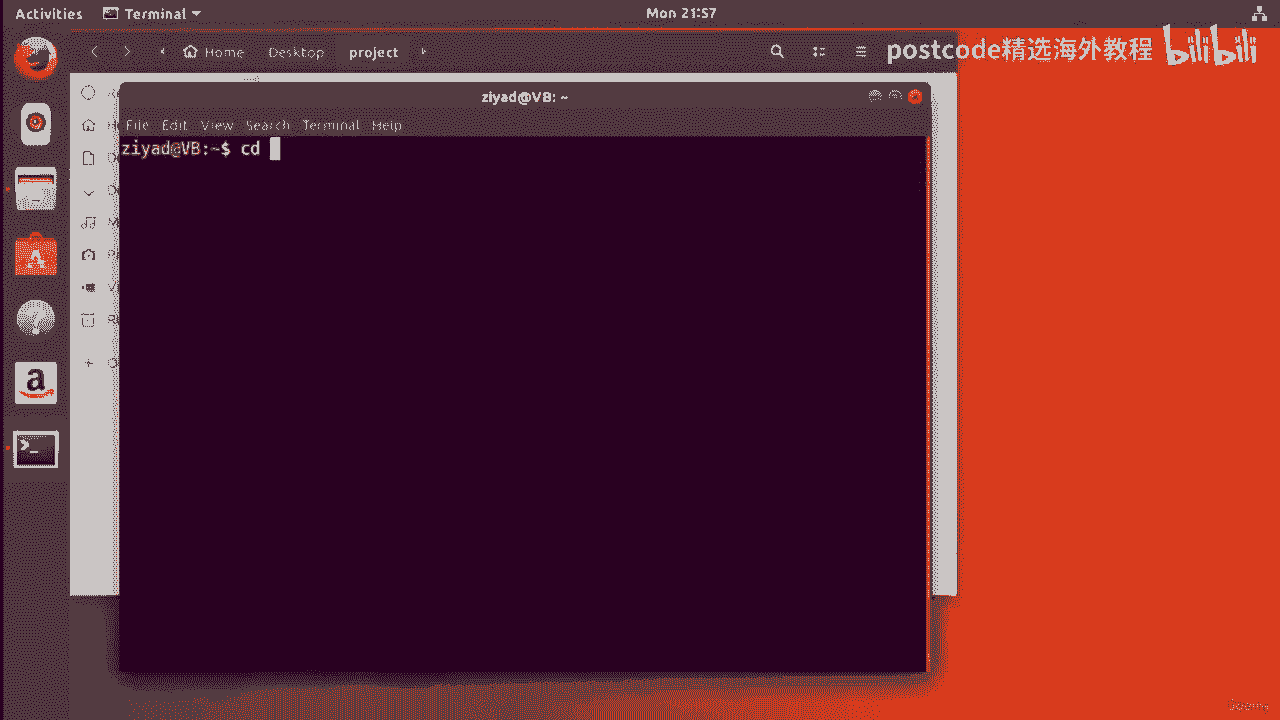 Activities Terminal Mon 21:57
Home Desktop project
postcode精选海外教程 bilibili
ziyad@VB: ~
File Edit View Search Terminal Help
ziyad@VB:~$ cd